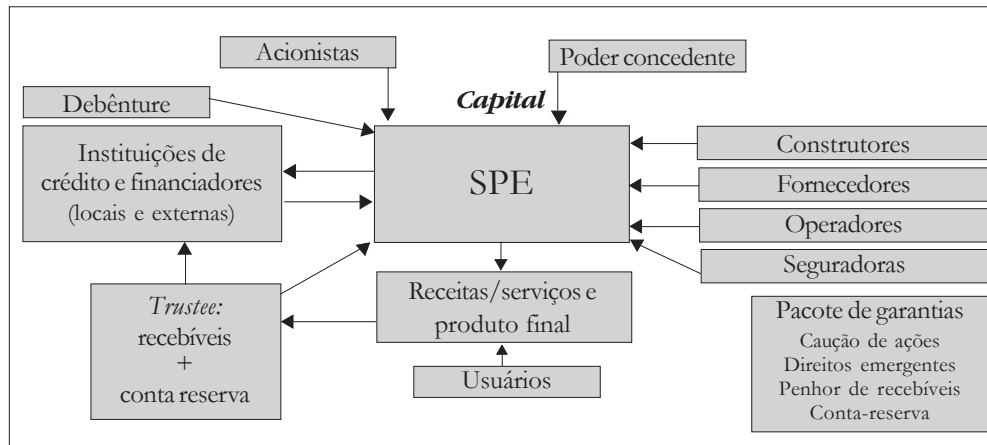 Acionistas
Poder concedente
Capital
Debênture
Instituições de
crédito e financiadores
(locais e externas)
SPE
Construtores
Fornecedores
Operadores
Seguradoras
Trustee:
recebíveis
+
conta reserva
Receitas/serviços e
produto final
Usuários
Pacote de garantias
Caução de ações
Direitos emergentes
Penhor de recebíveis
Conta-reserva